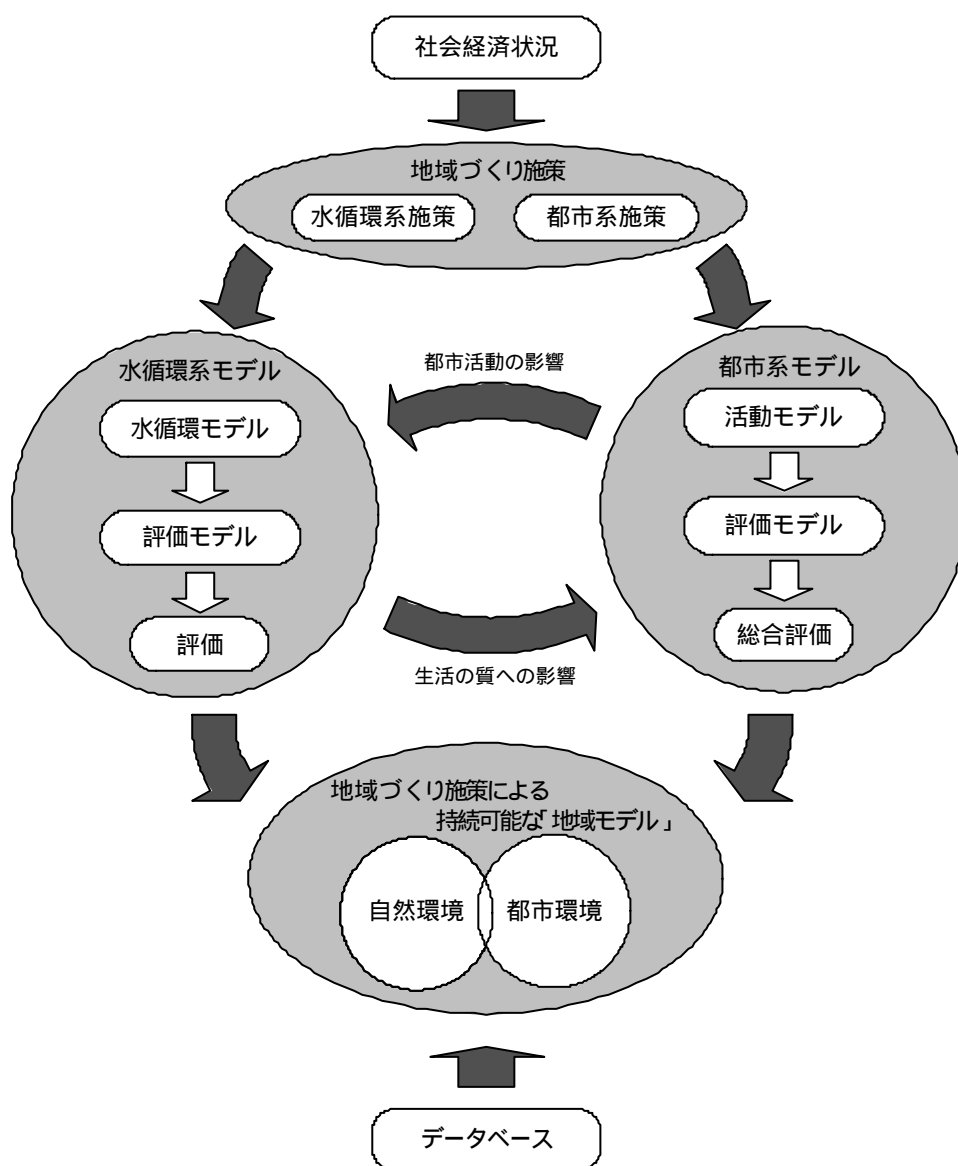 社会経済状況
地域づくり施策
水循環系施策
都市系施策
水循環系モデル
水循環モデル
評価モデル
評価
都市活動の影響
生活の質への影響
都市系モデル
活動モデル
評価モデル
総合評価
地域づくり施策による
持続可能な「地域モデル」
自然環境
都市環境
データベース